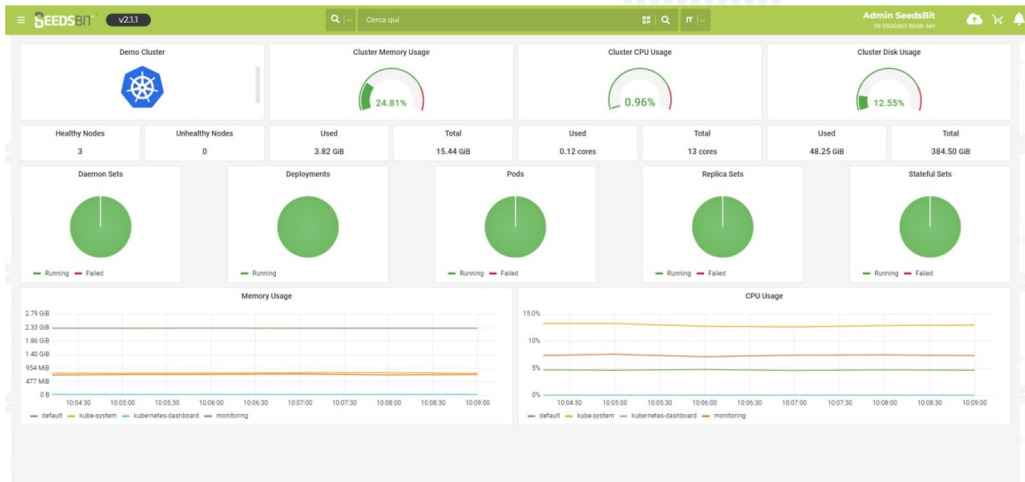 SEEDSBIT v2.1.1 Cerca qui IT Admin SeedsBit
29 GIUGNO 10:08 AM
Demo Cluster
Cluster Memory Usage
24.81%
Cluster CPU Usage
0.96%
Cluster Disk Usage
12.55%
Healthy Nodes
3
Unhealthy Nodes
0
Used
3.82 GiB
Total
15.44 GiB
Used
0.12 cores
Total
13 cores
Used
48.25 GiB
Total
384.50 GiB
Daemon Sets
Running Failed
Deployments
Running
Pods
Running Failed
Replica Sets
Running Failed
Stateful Sets
Running Failed
Memory Usage
2.79 GiB
2.33 GiB
1.86 GiB
1.40 GiB
954 MiB
477 MiB
0 B
10:04:30 10:05:00 10:05:30 10:06:00 10:06:30 10:07:00 10:07:30 10:08:00 10:08:30 10:09:00
default kube-system kubernetes-dashboard monitoring
CPU Usage
15.0%
10%
5%
0%
10:04:30 10:05:00 10:05:30 10:06:00 10:06:30 10:07:00 10:07:30 10:08:00 10:08:30 10:09:00
default kube-system kubernetes-dashboard monitoring